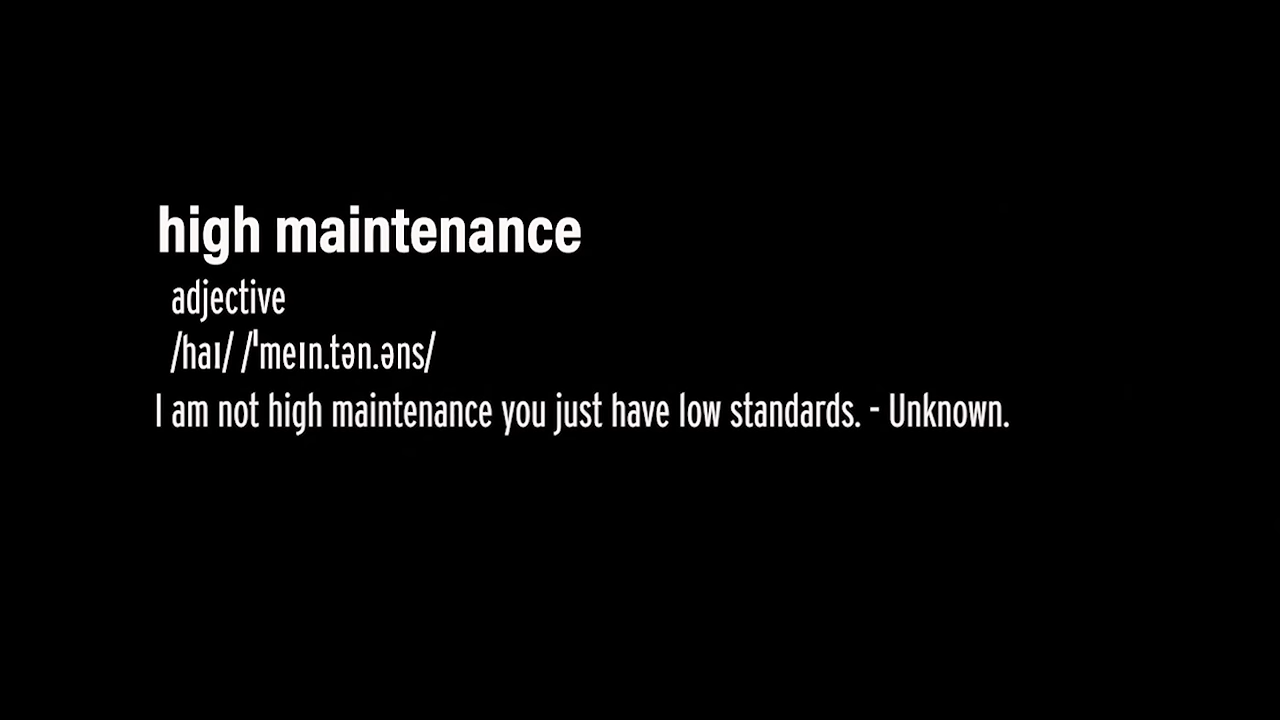 high maintenance
adjective
/haɪ/ /ˈmeɪn.tən.əns/
I am not high maintenance you just have low standards. - Unknown.